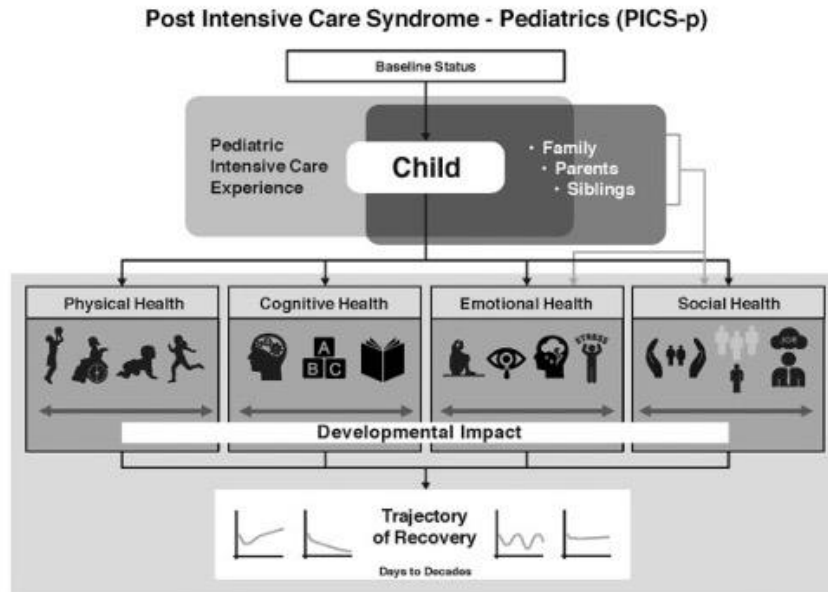 Post Intensive Care Syndrome - Pediatrics (PICS-p)
Baseline Status
Pediatric
Intensive Care
Experience
Child
• Family
• Parents
• Siblings
Physical Health
Cognitive Health
Emotional Health
Social Health
A
B C
STRESS
JOB
Developmental Impact
Trajectory
of Recovery
Days to Decades